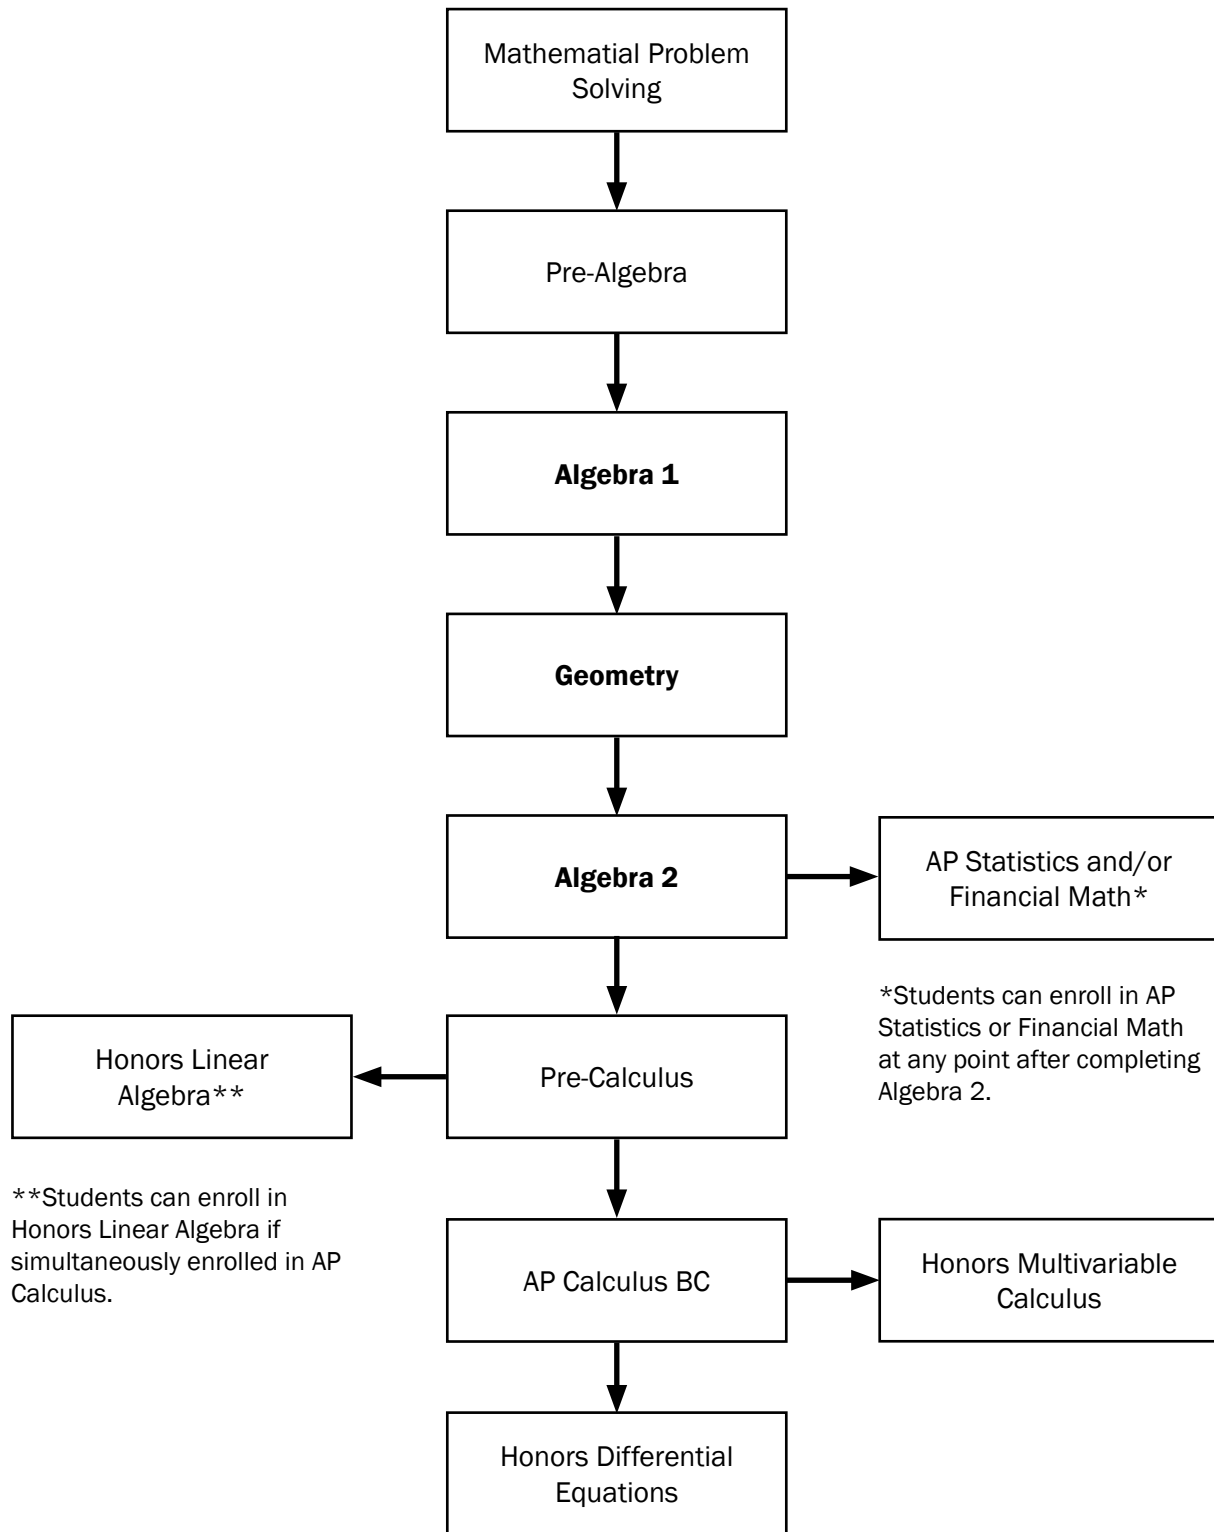 Mathematial Problem
Solving
Pre-Algebra
Algebra 1
Geometry
Algebra 2
AP Statistics and/or
Financial Math*
*Students can enroll in AP
Statistics or Financial Math
at any point after completing
Algebra 2.
Honors Linear
Algebra**
Pre-Calculus
**Students can enroll in
Honors Linear Algebra if
simultaneously enrolled in AP
Calculus.
AP Calculus BC
Honors Multivariable
Calculus
Honors Differential
Equations